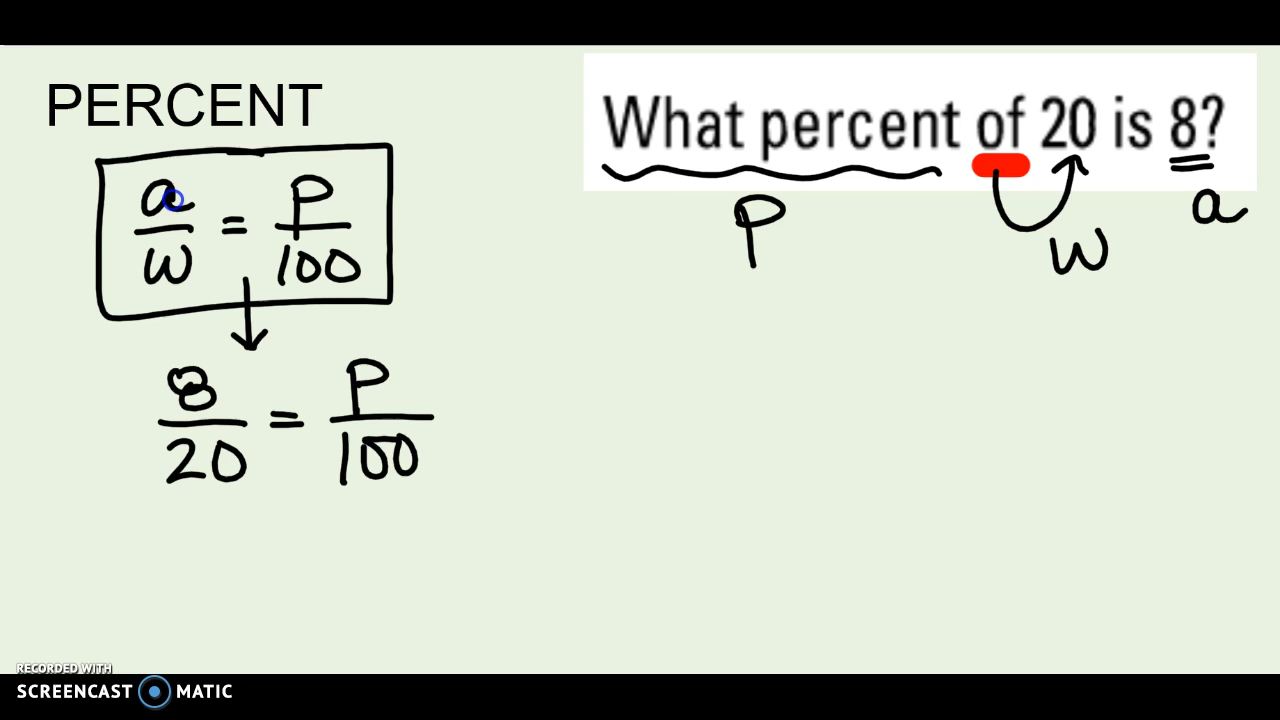 PERCENT
What percent of 20 is 8?
P
w
a
a/w = P/100
8/20 = P/100
RECORDED WITH
SCREENCAST MATIC